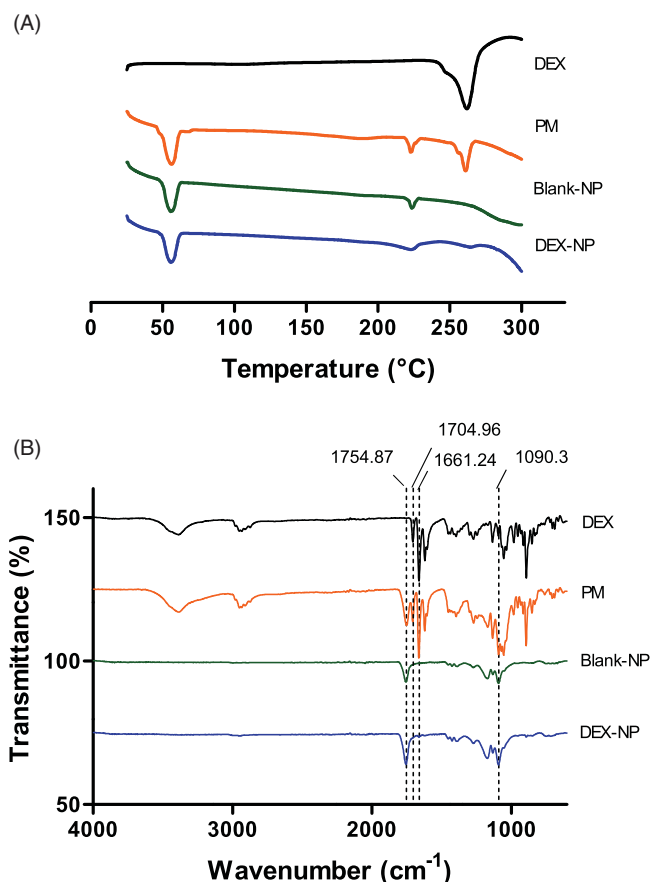 (A)
DEX
PM
Blank-NP
DEX-NP
0 50 100 150 200 250 300
Temperature (°C)
(B)
1704.96
1754.87 1661.24 1090.3
150
DEX
PM
100
Blank-NP
DEX-NP
50
Transmittance (%)
4000 3000 2000 1000
Wavenumber (cm⁻¹)